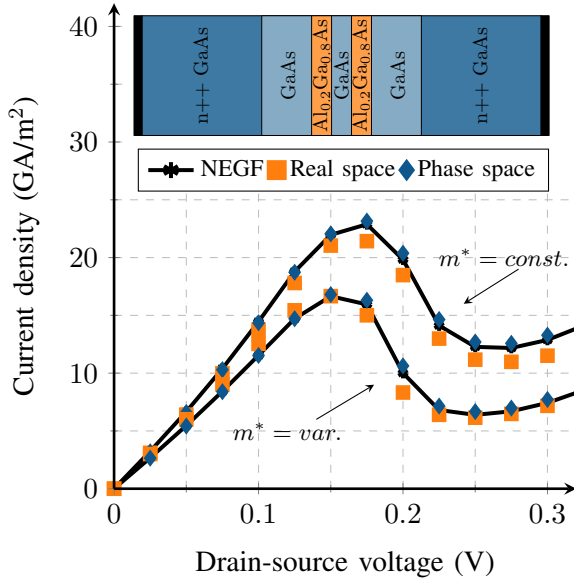 n++ GaAs
GaAs
Al0.2Ga0.8As
GaAs
Al0.2Ga0.8As
GaAs
n++ GaAs
NEGF Real space Phase space
m* = const.
m* = var.
40
30
20
10
0
0 0.1 0.2 0.3
Current density (GA/m²)
Drain-source voltage (V)